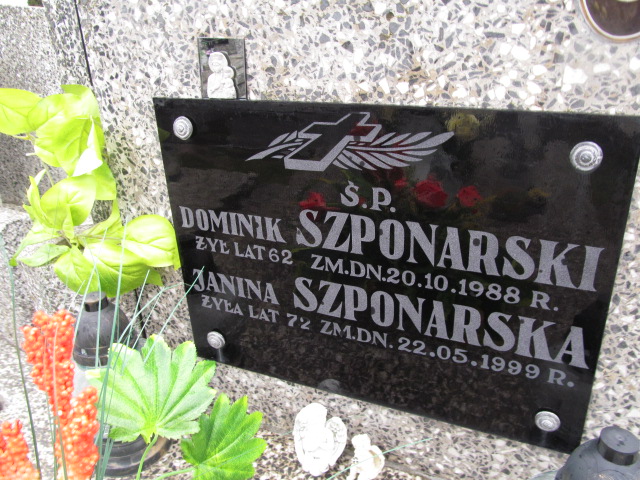 Ś.P.
DOMINIK SZPONARSKI
ŻYŁ LAT 62 ZM.DN.20.10.1988 R.
JANINA SZPONARSKA
ŻYŁA LAT 72 ZM.DN.22.05.1999 R.